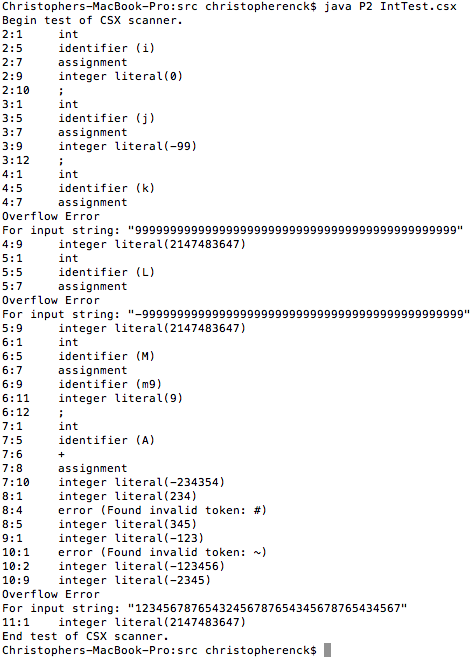 Christophers-MacBook-Pro:src christopherenck$ java P2 IntTest.csx
Begin test of CSX scanner.
2:1 int
2:5 identifier (i)
2:7 assignment
2:9 integer literal(0)
2:10 ;
3:1 int
3:5 identifier (j)
3:7 assignment
3:9 integer literal(-99)
3:12 ;
4:1 int
4:5 identifier (k)
4:7 assignment
Overflow Error
For input string: "9999999999999999999999999999999999999999999999"
4:9 integer literal(2147483647)
5:1 int
5:5 identifier (L)
5:7 assignment
Overflow Error
For input string: "-9999999999999999999999999999999999999999999999"
5:9 integer literal(2147483647)
6:1 int
6:5 identifier (M)
6:7 assignment
6:9 identifier (m9)
6:11 integer literal(9)
6:12 ;
7:1 int
7:5 identifier (A)
7:6 +
7:8 assignment
7:10 integer literal(-234354)
8:1 integer literal(234)
8:4 error (Found invalid token: #)
8:5 integer literal(345)
9:1 integer literal(-123)
10:1 error (Found invalid token: ~)
10:2 integer literal(-123456)
10:9 integer literal(-2345)
Overflow Error
For input string: "12345678765432456787654345678765434567"
11:1 integer literal(2147483647)
End test of CSX scanner.
Christophers-MacBook-Pro:src christopherenck$